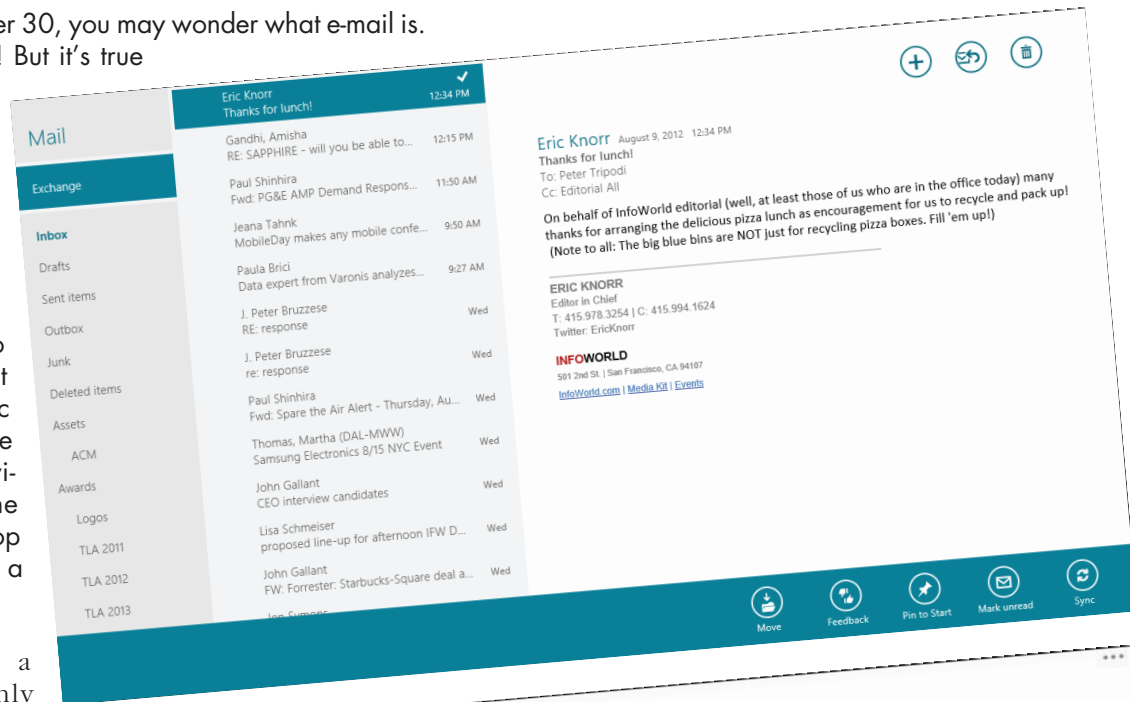 er 30, you may wonder what e-mail is.
! But it's true
o
t
c
e
vi-
ne
op
a
a
nly
Mail
Exchange
Inbox
Drafts
Sent items
Outbox
Junk
Deleted items
Assets
ACM
Awards
Logos
TLA 2011
TLA 2012
TLA 2013
Eric Knorr
Thanks for lunch! 12:34 PM
Gandhi, Amisha
RE: SAPPHIRE - will you be able to... 12:15 PM
Paul Shinhira
Fwd: PG&E AMP Demand Respons... 11:50 AM
Jeana Tahnk
MobileDay makes any mobile confe... 9:50 AM
Paula Brici
Data expert from Varonis analyzes... 9:27 AM
J. Peter Bruzzese
RE: response Wed
J. Peter Bruzzese
re: response Wed
Paul Shinhira
Fwd: Spare the Air Alert - Thursday, Au... Wed
Thomas, Martha (DAL-MWW)
Samsung Electronics 8/15 NYC Event Wed
John Gallant
CEO interview candidates Wed
Lisa Schmeiser
proposed line-up for afternoon IFW D... Wed
John Gallant
FW: Forrester: Starbucks-Square deal a... Wed
Eric Knorr August 9, 2012 12:34 PM
Thanks for lunch!
To: Peter Tripodi
Cc: Editorial All
On behalf of InfoWorld editorial (well, at least those of us who are in the office today) many
thanks for arranging the delicious pizza lunch as encouragement for us to recycle and pack up!
(Note to all: The big blue bins are NOT just for recycling pizza boxes. Fill 'em up!)
ERIC KNORR
Editor in Chief
T: 415.978.3254 | C: 415.994.1624
Twitter: EricKnorr
INFOWORLD
501 2nd St. | San Francisco, CA 94107
InfoWorld.com | Media Kit | Events
Move
Feedback
Pin to Start
Mark unread
Sync